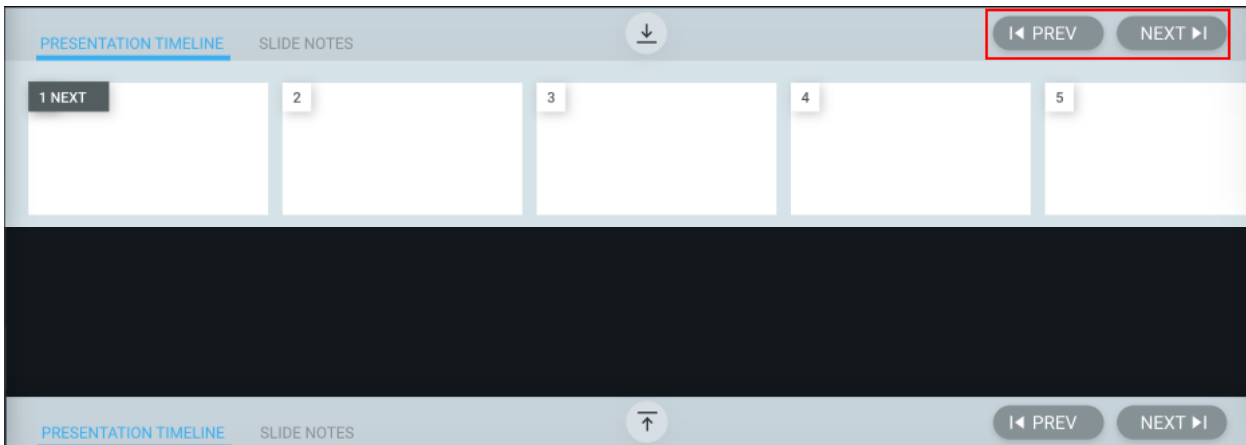 PRESENTATION TIMELINE SLIDE NOTES PREV NEXT
1 NEXT 2 3 4 5
PRESENTATION TIMELINE SLIDE NOTES PREV NEXT